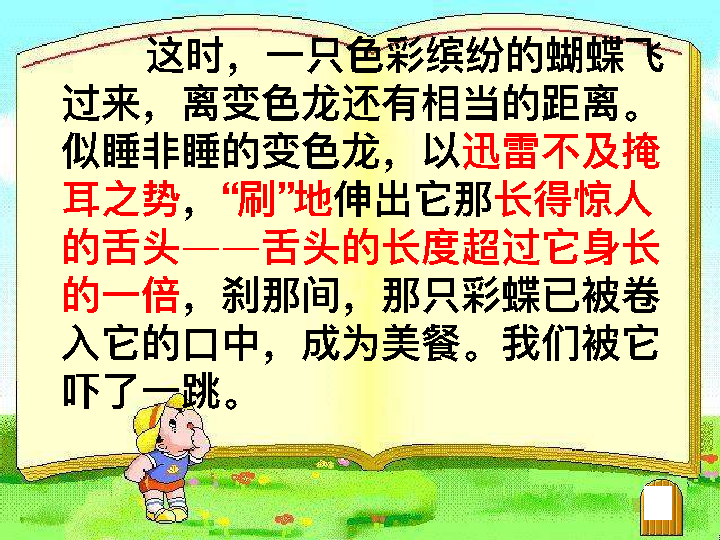 这时，一只色彩缤纷的蝴蝶飞
过来，离变色龙还有相当的距离。
似睡非睡的变色龙，以迅雷不及掩
耳之势，“刷”地伸出它那长得惊人
的舌头——舌头的长度超过它身长
的一倍，刹那间，那只彩蝶已被卷
入它的口中，成为美餐。我们被它
吓了一跳。